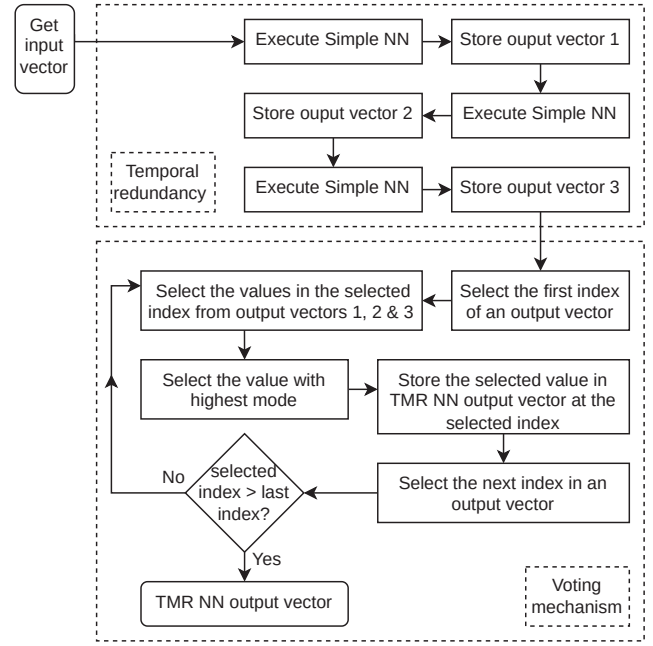 Get
input
vector
Execute Simple NN
Store ouput vector 1
Execute Simple NN
Store ouput vector 2
Execute Simple NN
Store ouput vector 3
Temporal
redundancy
Select the first index
of an output vector
Select the values in the selected
index from output vectors 1, 2 & 3
Select the value with
highest mode
Store the selected value in
TMR NN output vector at the
selected index
Select the next index in an
output vector
selected
index > last
index?
No
Yes
TMR NN output vector
Voting
mechanism